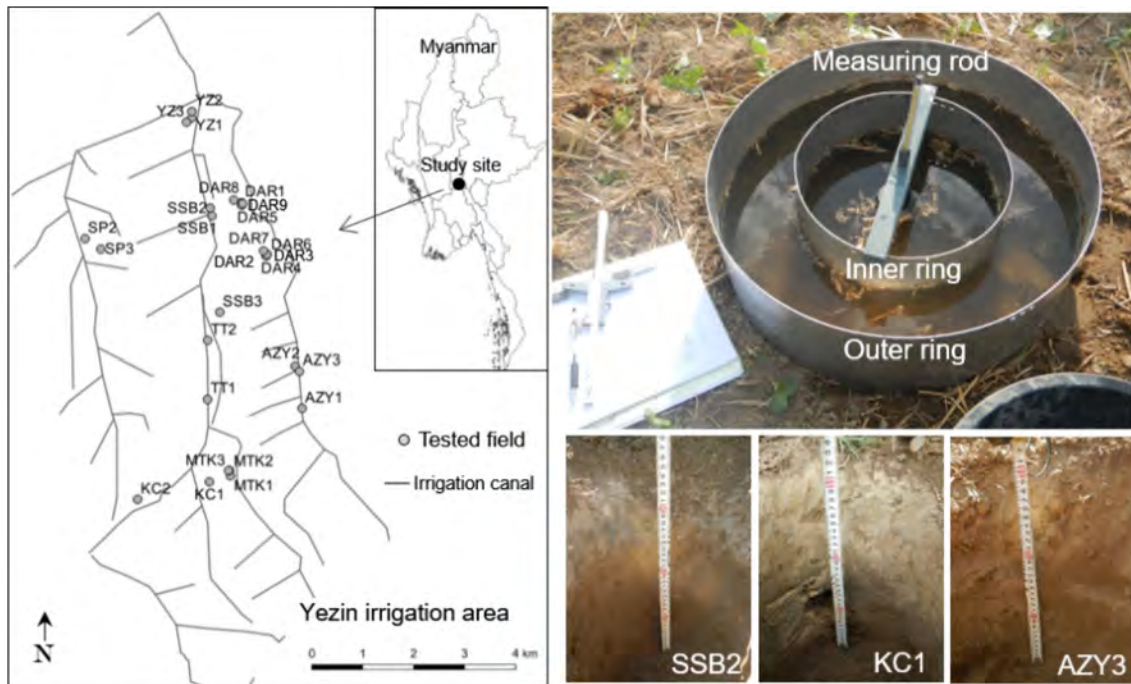 Myanmar
Study site
YZ2
YZ3
YZ1
DAR8
DAR1
SSB2
DAR9
DAR5
SSB1
SP2
SP3
DAR7
DAR6
DAR2
DAR3
DAR4
SSB3
TT2
AZY2
AZY3
TT1
AZY1
Tested field
MTK3
MTK2
KC2
KC1
MTK1
Irrigation canal
Yezin irrigation area
N
0 1 2 3 4 km
Measuring rod
Inner ring
Outer ring
SSB2
KC1
AZY3